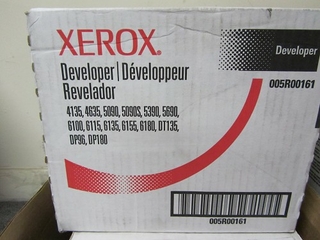 XEROX®
Developer
Developer | Développeur
Revelador
005R00161
4135, 4635, 5090, 5090S, 5390, 5690,
6100, 6115, 6135, 6155, 6180, DT135,
DP96, DP180
005R00161